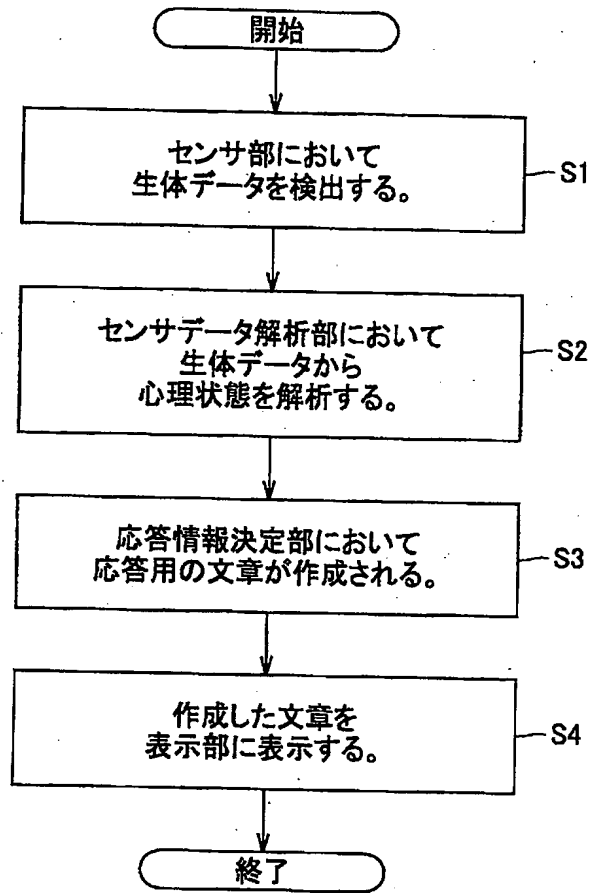 開始
センサ部において
生体データを検出する。
S1
センサデータ解析部において
生体データから
心理状態を解析する。
S2
応答情報決定部において
応答用の文章が作成される。
S3
作成した文章を
表示部に表示する。
S4
終了